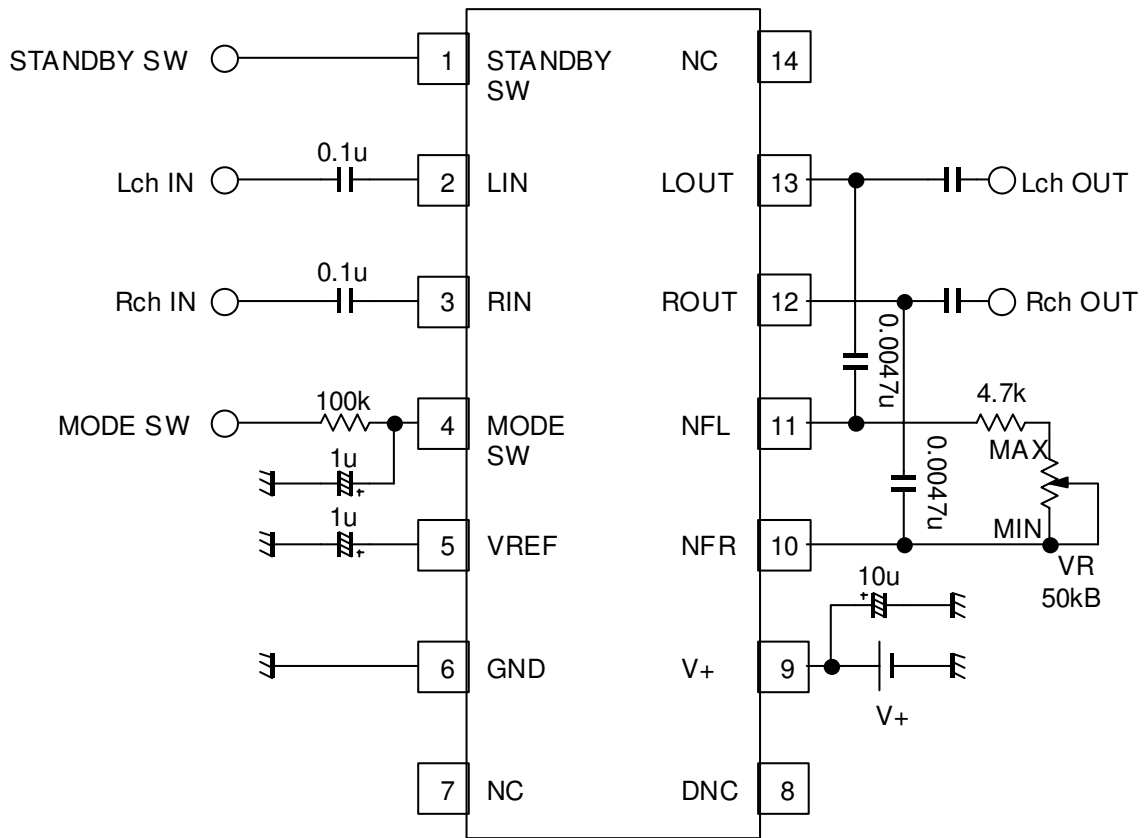 STANDBY SW
1
STANDBY
SW
NC
14
0.1u
Lch IN
2
LIN
LOUT
13
Lch OUT
0.1u
Rch IN
3
RIN
ROUT
12
Rch OUT
0.0047u
100k
MODE SW
4
MODE
SW
NFL
11
4.7k
MAX
1u
+
0.0047u
1u
+
5
VREF
NFR
10
MIN
VR
50kB
10u
+
6
GND
V+
9
V+
7
NC
DNC
8